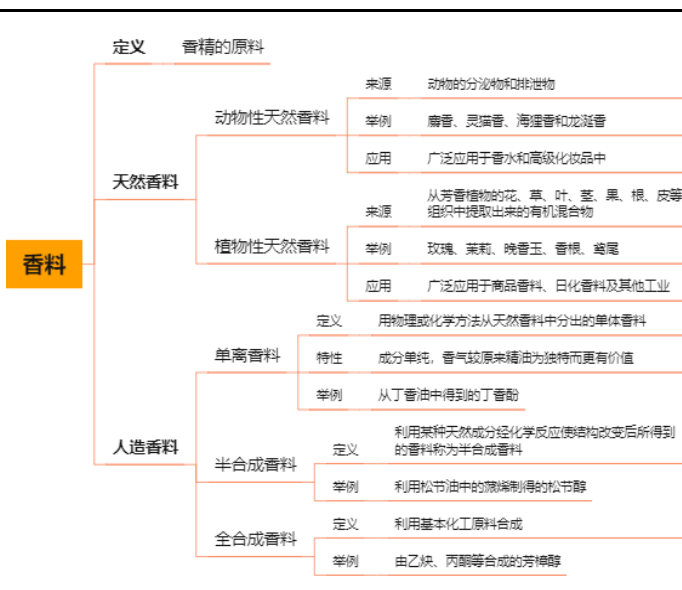 定义 香精的原料
来源 动物的分泌物和排泄物
动物性天然香料
举例 麝香、灵猫香、海狸香和龙涎香
应用 广泛应用于香水和高级化妆品中
天然香料
从芳香植物的花、草、叶、茎、果、根、皮等
来源 组织中提取出来的有机混合物
植物性天然香料
举例 玫瑰、茉莉、晚香玉、香根、鸢尾
香料
应用 广泛应用于商品香料、日化香料及其他工业
定义 用物理或化学方法从天然香料中分出的单体香料
单离香料
特性 成分单纯，香气较原来精油为独特而更有价值
举例 从丁香油中得到的丁香酚
人造香料
利用某种天然成分经化学反应使结构改变后所得到
定义 的香料称为半合成香料
半合成香料
举例 利用松节油中的蒎烯制得的松节醇
定义 利用基本化工原料合成
全合成香料
举例 由乙炔、丙酮等合成的芳樟醇